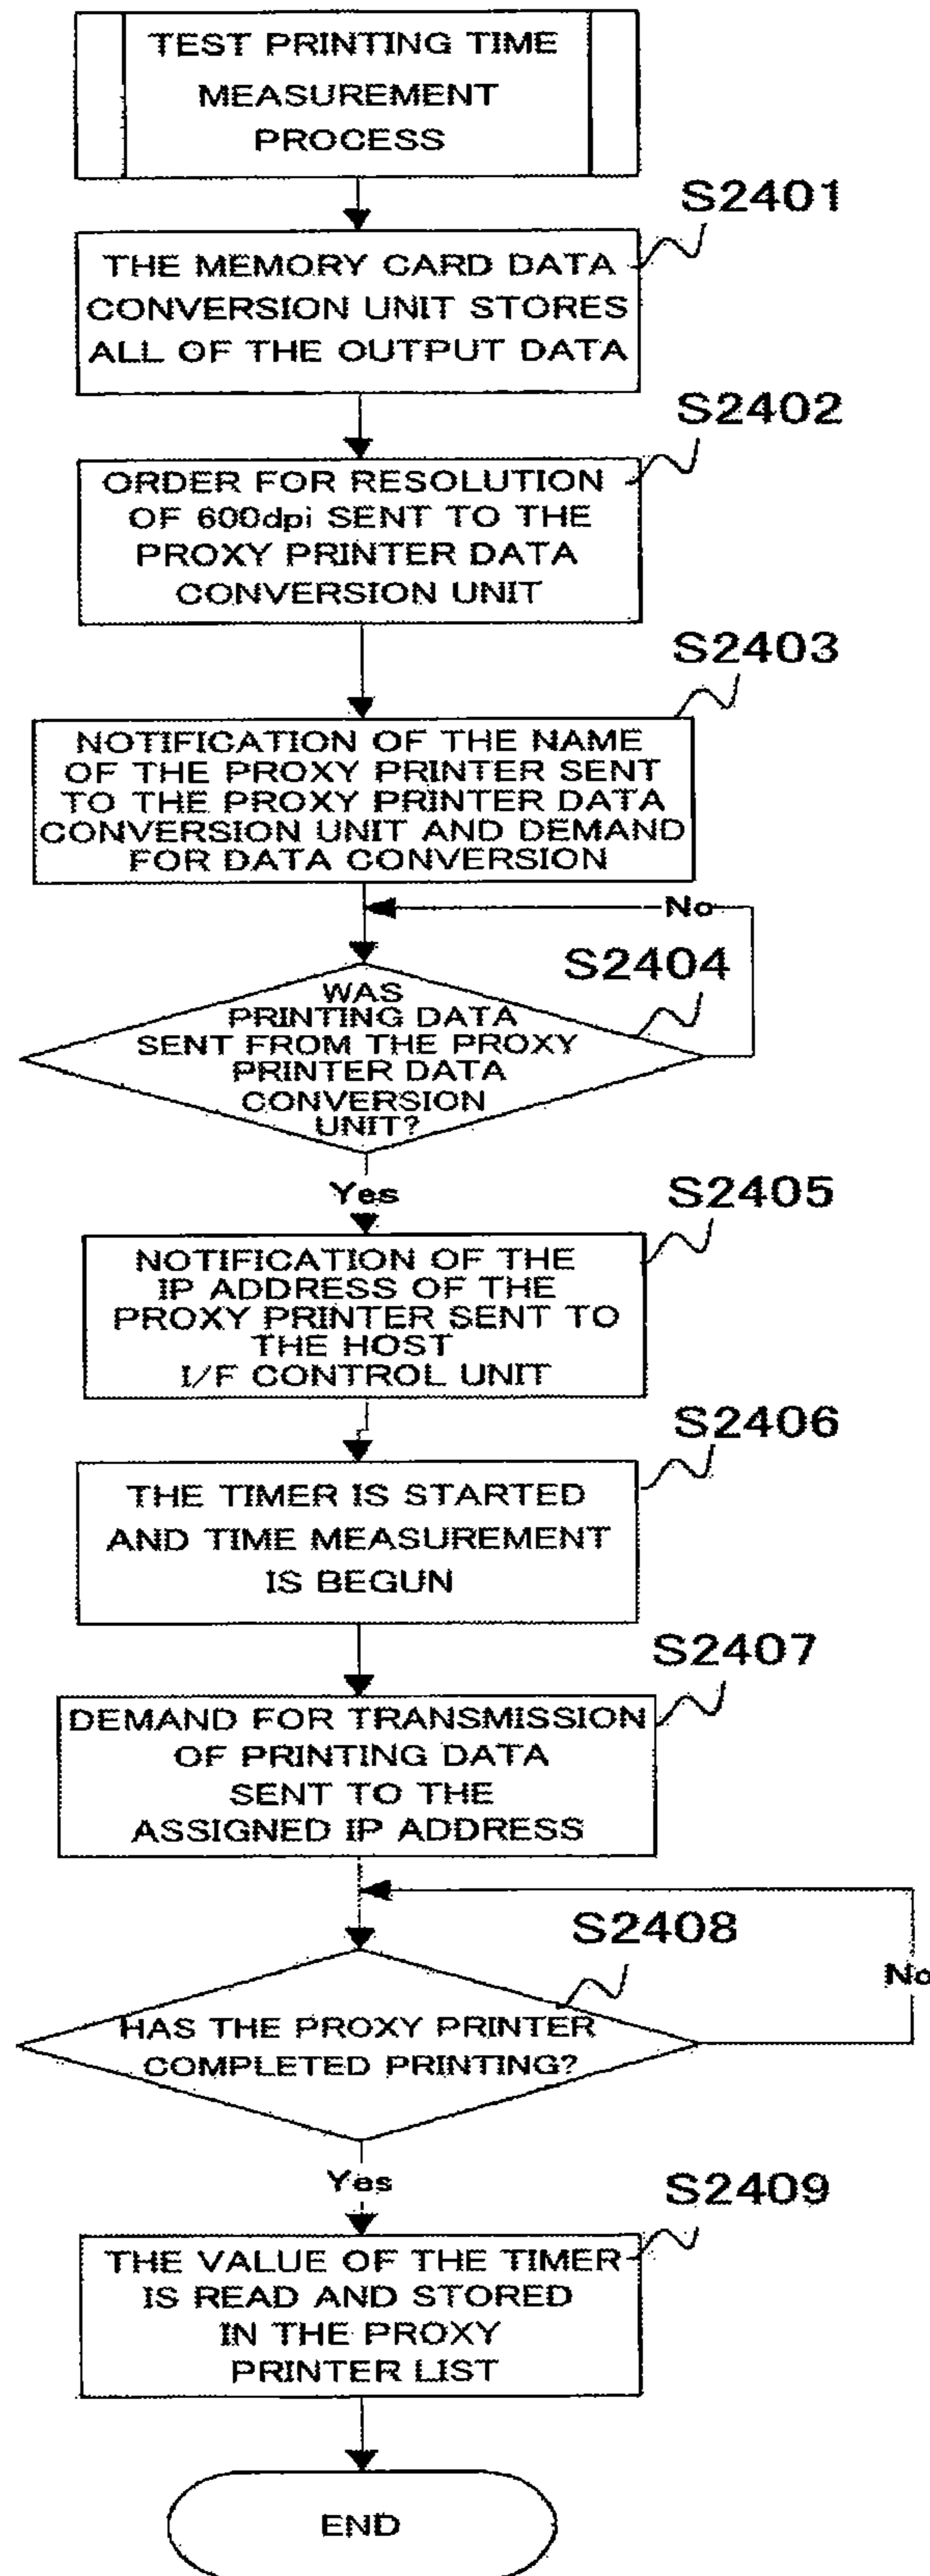 TEST PRINTING TIME
MEASUREMENT
PROCESS
S2401
THE MEMORY CARD DATA
CONVERSION UNIT STORES
ALL OF THE OUTPUT DATA
S2402
ORDER FOR RESOLUTION
OF 600dpi SENT TO THE
PROXY PRINTER DATA
CONVERSION UNIT
S2403
NOTIFICATION OF THE NAME
OF THE PROXY PRINTER SENT
TO THE PROXY PRINTER DATA
CONVERSION UNIT AND DEMAND
FOR DATA CONVERSION
No
S2404
WAS
PRINTING DATA
SENT FROM THE PROXY
PRINTER DATA
CONVERSION
UNIT?
Yes
S2405
NOTIFICATION OF THE
IP ADDRESS OF THE
PROXY PRINTER SENT TO
THE HOST
I/F CONTROL UNIT
S2406
THE TIMER IS STARTED
AND TIME MEASUREMENT
IS BEGUN
S2407
DEMAND FOR TRANSMISSION
OF PRINTING DATA
SENT TO THE
ASSIGNED IP ADDRESS
S2408
No
HAS THE PROXY PRINTER
COMPLETED PRINTING?
Yes
S2409
THE VALUE OF THE TIMER
IS READ AND STORED
IN THE PROXY
PRINTER LIST
END